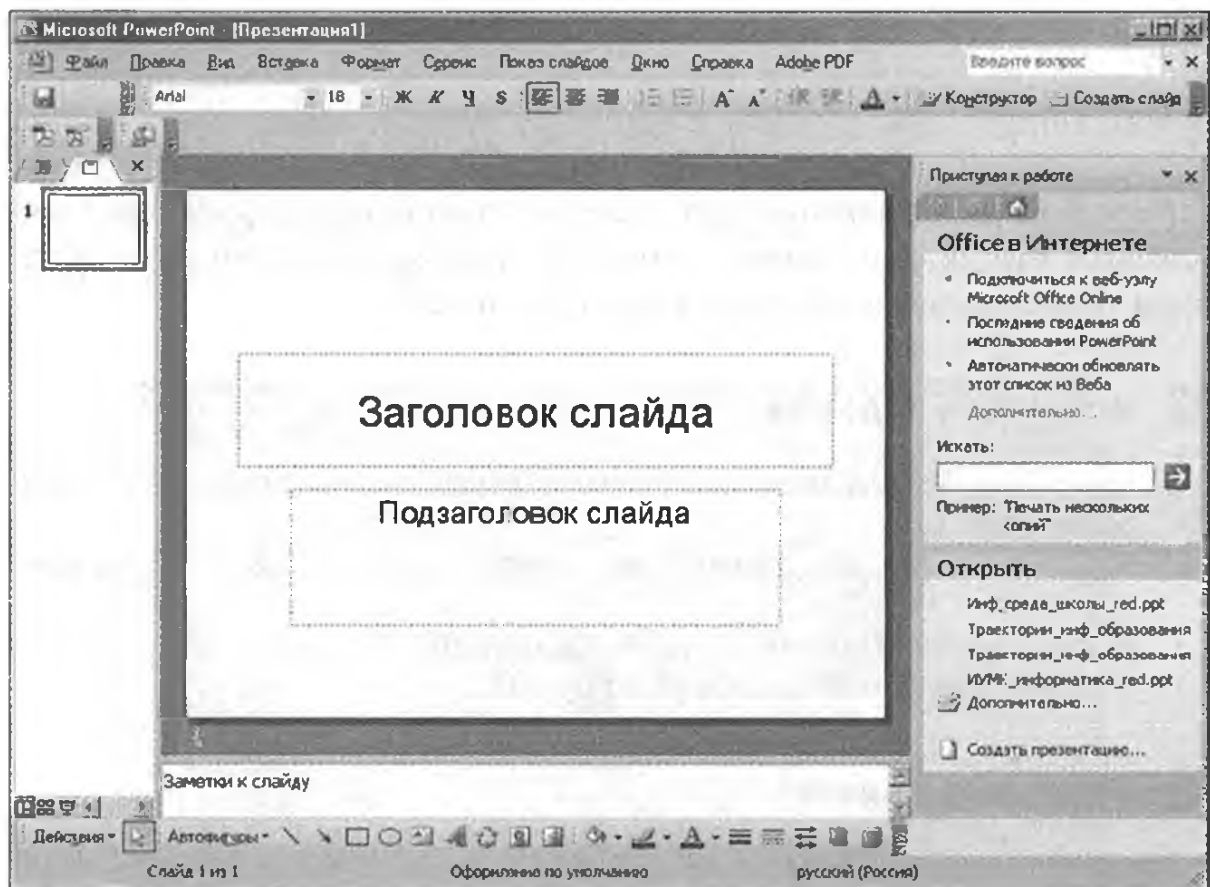 Microsoft PowerPoint - [Презентация1]
Файл Правка Вид Вставка Формат Сервис Показ слайдов Окно Справка Adobe PDF Введите вопрос
Arial 18 Ж К Ч S A A A Конструктор Создать слайд
Приступая к работе
1
Office в Интернете
Подключиться к веб-узлу
Microsoft Office Online
Последние сведения об
использовании PowerPoint
Автоматически обновлять
этот список из Веба
Дополнительно...
Искать:
Пример: "Печать нескольких
копий"
Открыть
Инф_среда_школы_red.ppt
Траектории_инф_образования
Траектории_инф_образования
ИУМК_информатика_red.ppt
Дополнительно...
Создать презентацию...
Заголовок слайда
Подзаголовок слайда
Заметки к слайду
Действия Автофигуры A
Слайд 1 из 1 Оформление по умолчанию русский (Россия)